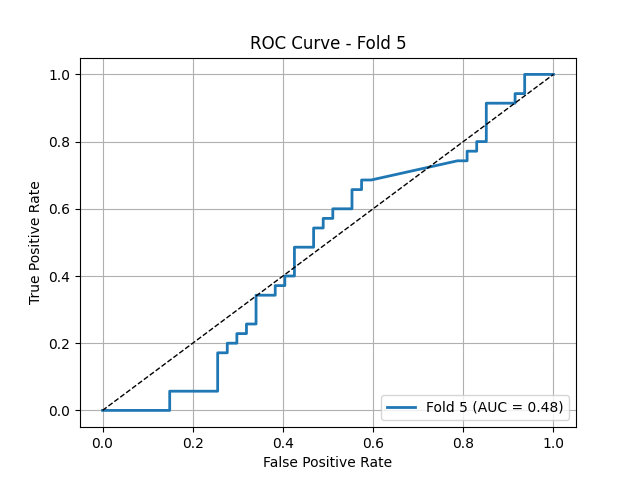 ROC Curve - Fold 5
1.0
0.8
0.6
0.4
0.2
0.0
True Positive Rate
Fold 5 (AUC = 0.48)
0.0 0.2 0.4 0.6 0.8 1.0
False Positive Rate